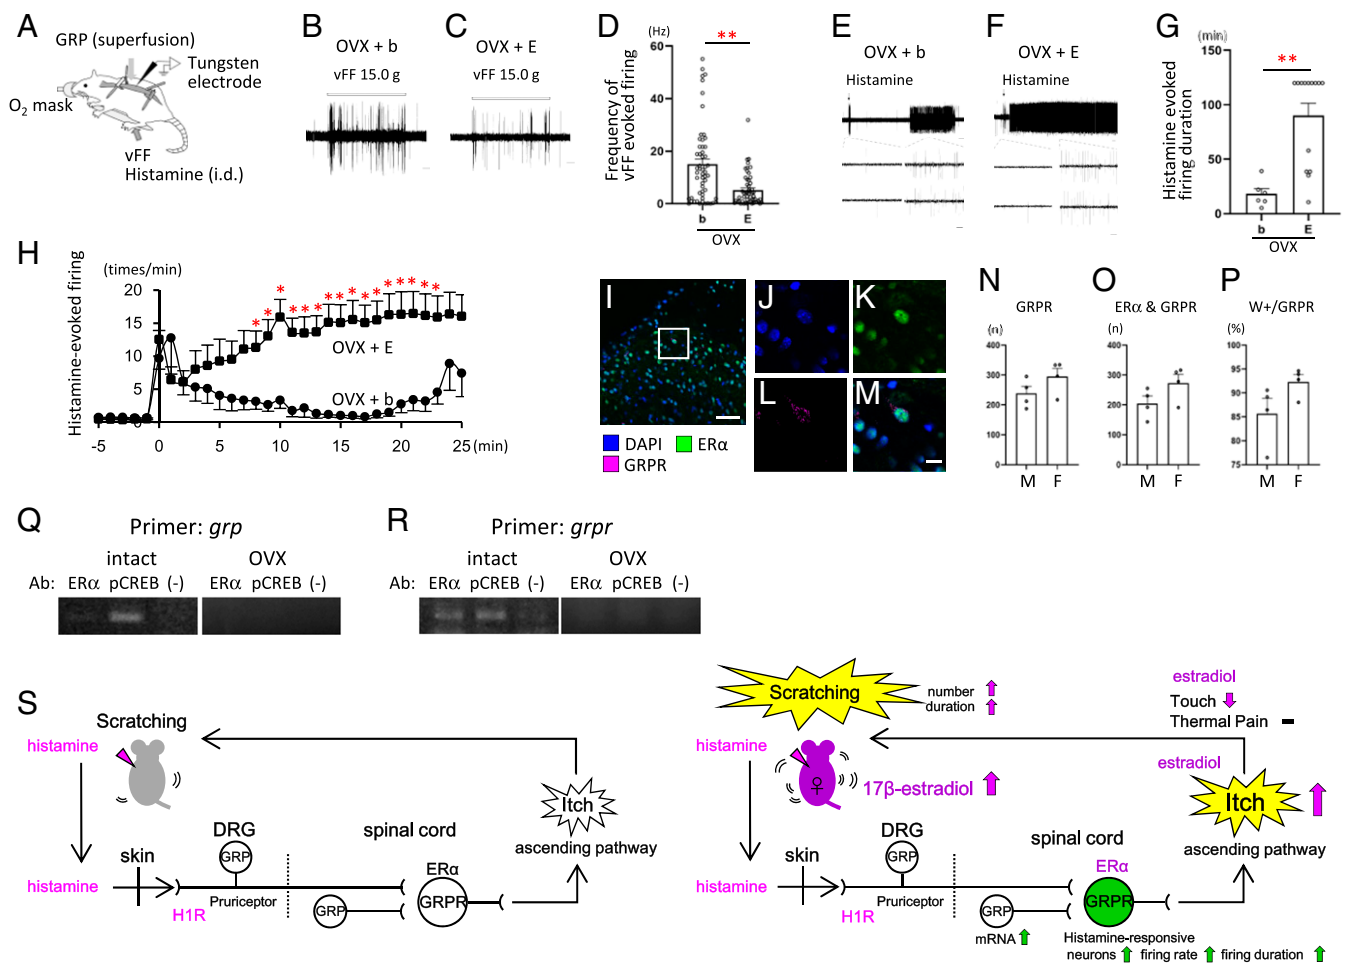 A
GRP (superfusion)
Tungsten
electrode
O2 mask
vFF
Histamine (i.d.)
B
OVX + b
vFF 15.0 g
C
OVX + E
vFF 15.0 g
D
(Hz)
**
Frequency of
vFF evoked firing
60
40
20
0
b
E
OVX
E
OVX + b
Histamine
F
OVX + E
Histamine
G
(min)
**
Histamine evoked
firing duration
150
100
50
0
b
E
OVX
H
Histamine-evoked firing
(times/min)
20
15
10
5
0
* * * * * * * * * * * * * * * *
OVX + E
OVX + b
-5
0
5
10
15
20
25 (min)
I
J
K
L
M
DAPI
ERα
GRPR
N
GRPR
(n)
400
300
200
100
0
M
F
O
ERα & GRPR
(n)
400
300
200
100
0
M
F
P
W+/GRPR
(%)
100
95
90
85
80
75
M
F
Q
Primer: grp
intact
OVX
Ab: ERα pCREB (-)
ERα pCREB (-)
R
Primer: grpr
intact
OVX
Ab: ERα pCREB (-)
ERα pCREB (-)
S
Scratching
histamine
skin
histamine
H1R
DRG
GRP
Pruriceptor
spinal cord
GRP
ERα
GRPR
Itch
ascending pathway
Scratching
number
duration
histamine
♀
17β-estradiol
estradiol
Touch
Thermal Pain
estradiol
Itch
ascending pathway
skin
histamine
H1R
DRG
GRP
Pruriceptor
spinal cord
GRP
mRNA
ERα
GRPR
Histamine-responsive
neurons firing rate firing duration